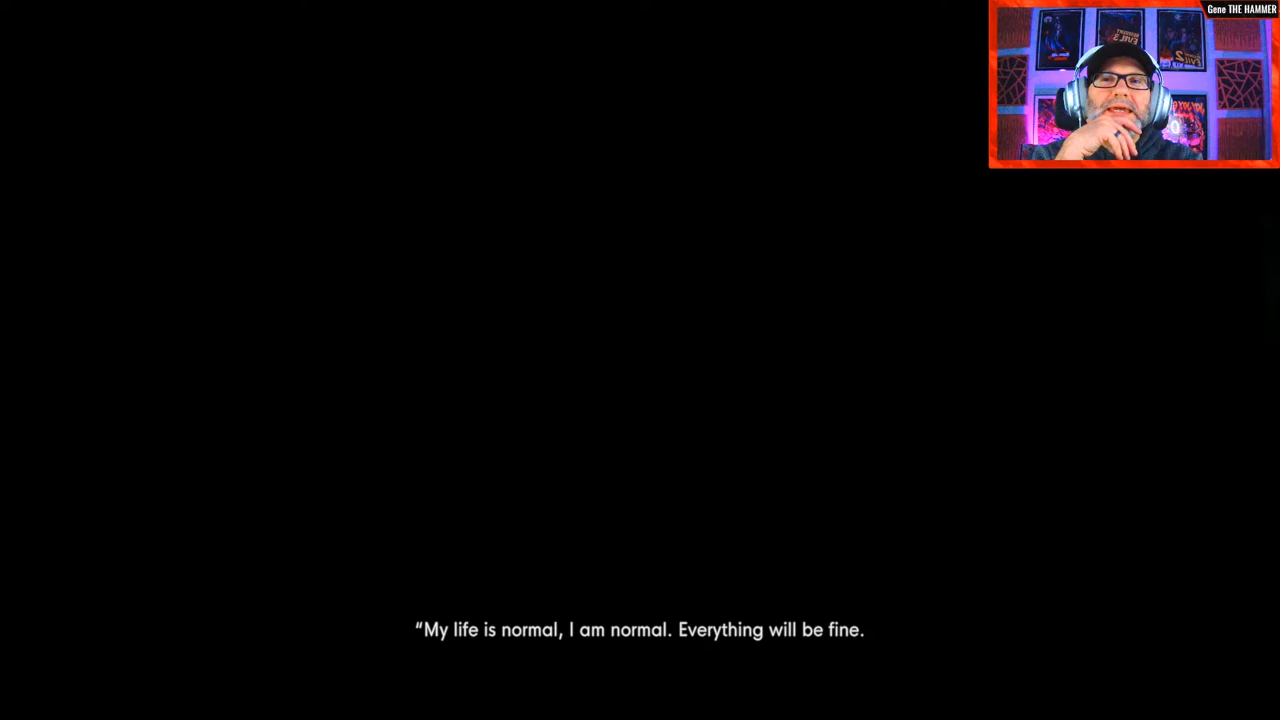 Gene THE HAMMER
“My life is normal, I am normal. Everything will be fine.